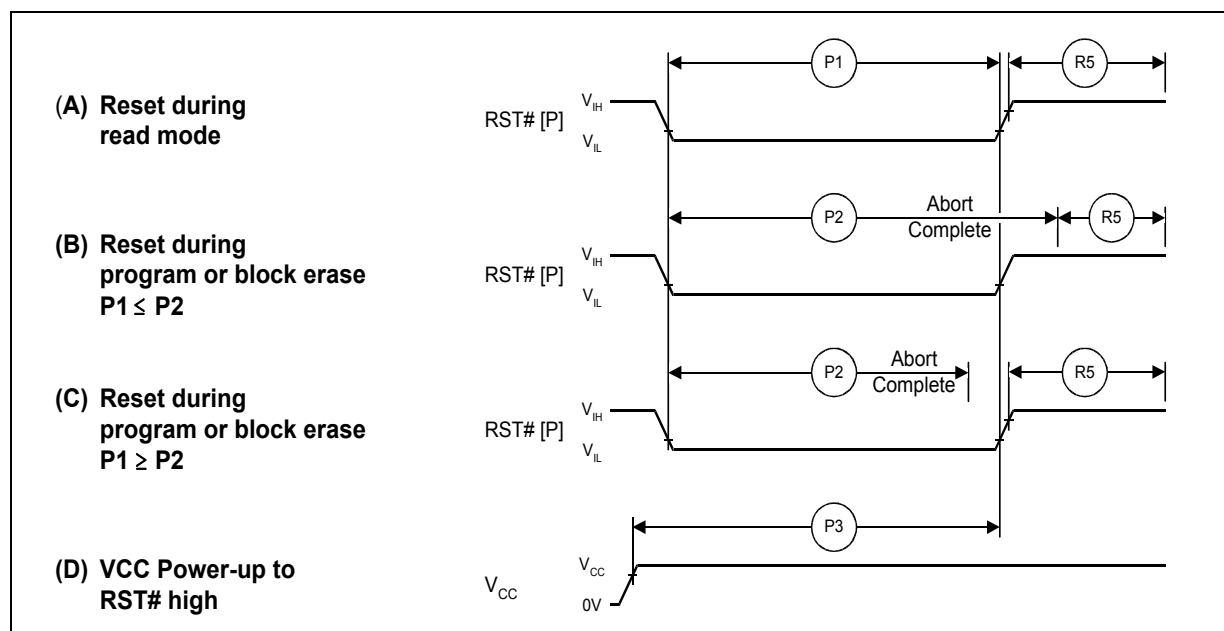 P1
R5
(A) Reset during
read mode
RST# [P]
VIH
VIL
P2
Abort
Complete
R5
(B) Reset during
program or block erase
P1 ≤ P2
RST# [P]
VIH
VIL
P2
Abort
Complete
R5
(C) Reset during
program or block erase
P1 ≥ P2
RST# [P]
VIH
VIL
P3
(D) VCC Power-up to
RST# high
VCC
VCC
0V